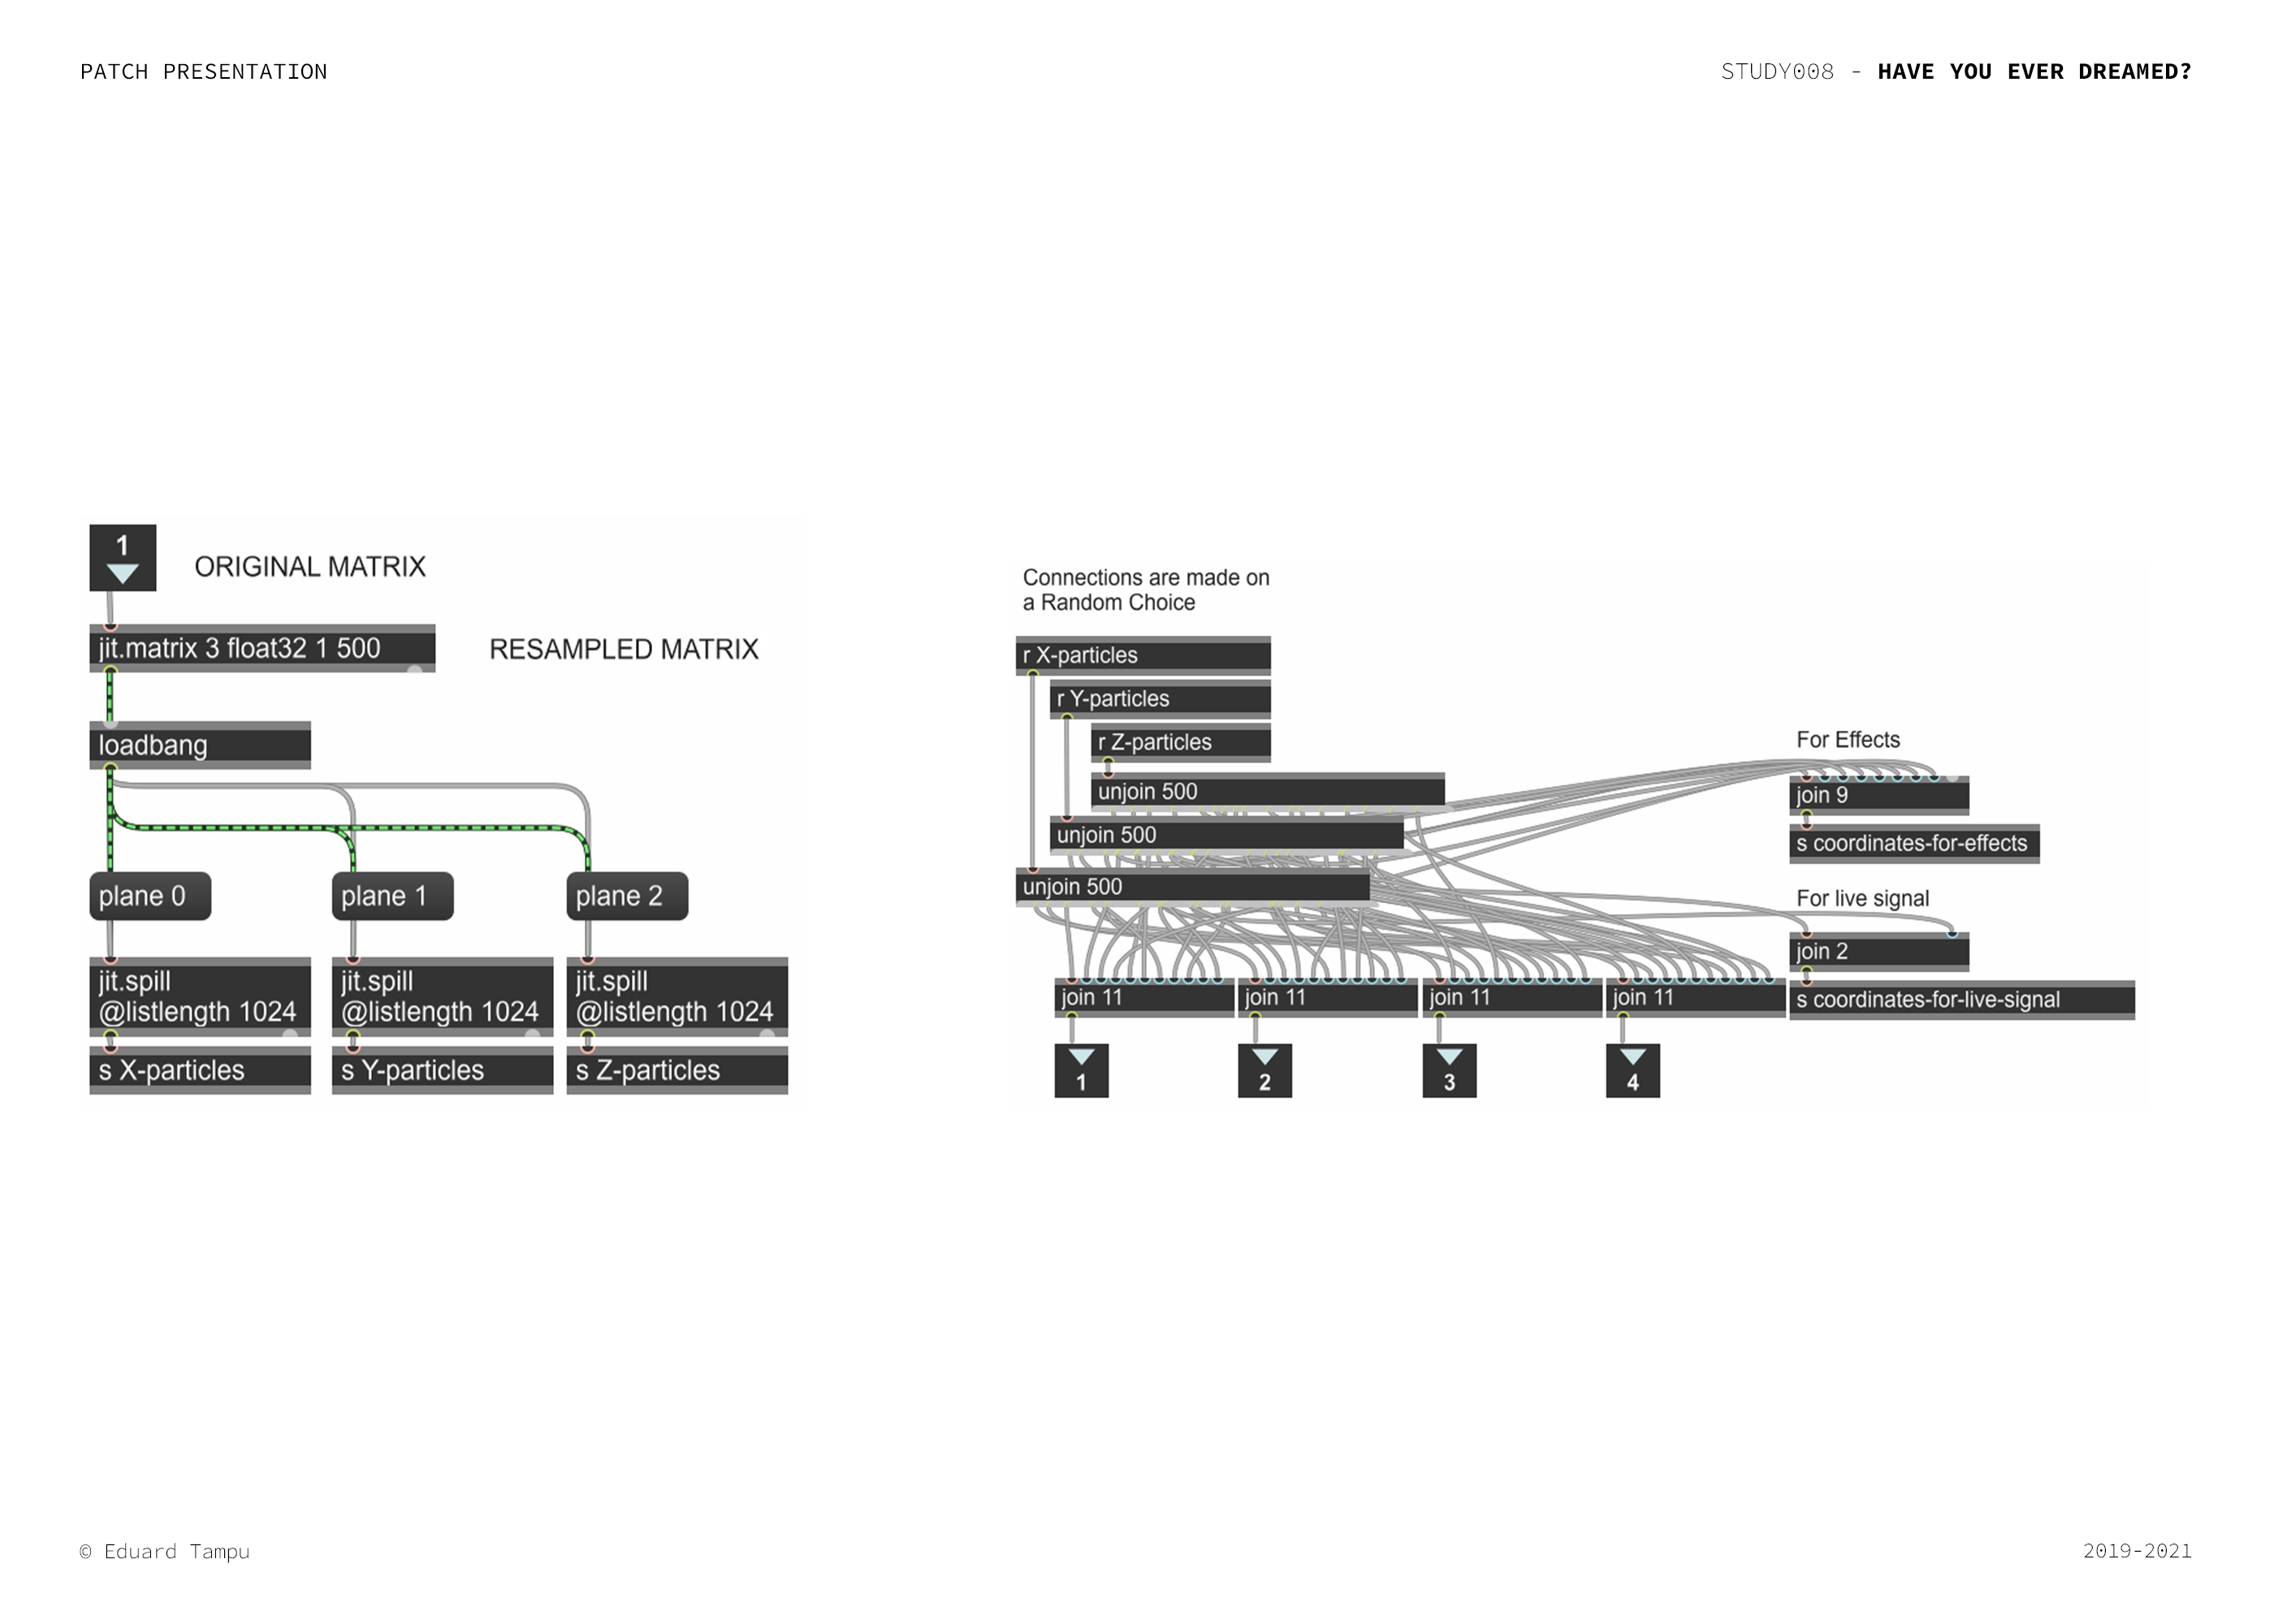 PATCH PRESENTATION
STUDY008 - HAVE YOU EVER DREAMED?
1
ORIGINAL MATRIX
jit.matrix 3 float32 1 500
RESAMPLED MATRIX
loadbang
plane 0
plane 1
plane 2
jit.spill
@listlength 1024
jit.spill
@listlength 1024
jit.spill
@listlength 1024
s X-particles
s Y-particles
s Z-particles
Connections are made on
a Random Choice
r X-particles
r Y-particles
r Z-particles
unjoin 500
unjoin 500
unjoin 500
For Effects
join 9
s coordinates-for-effects
For live signal
join 2
s coordinates-for-live-signal
join 11
join 11
join 11
join 11
1
2
3
4
© Eduard Tampu
2019-2021